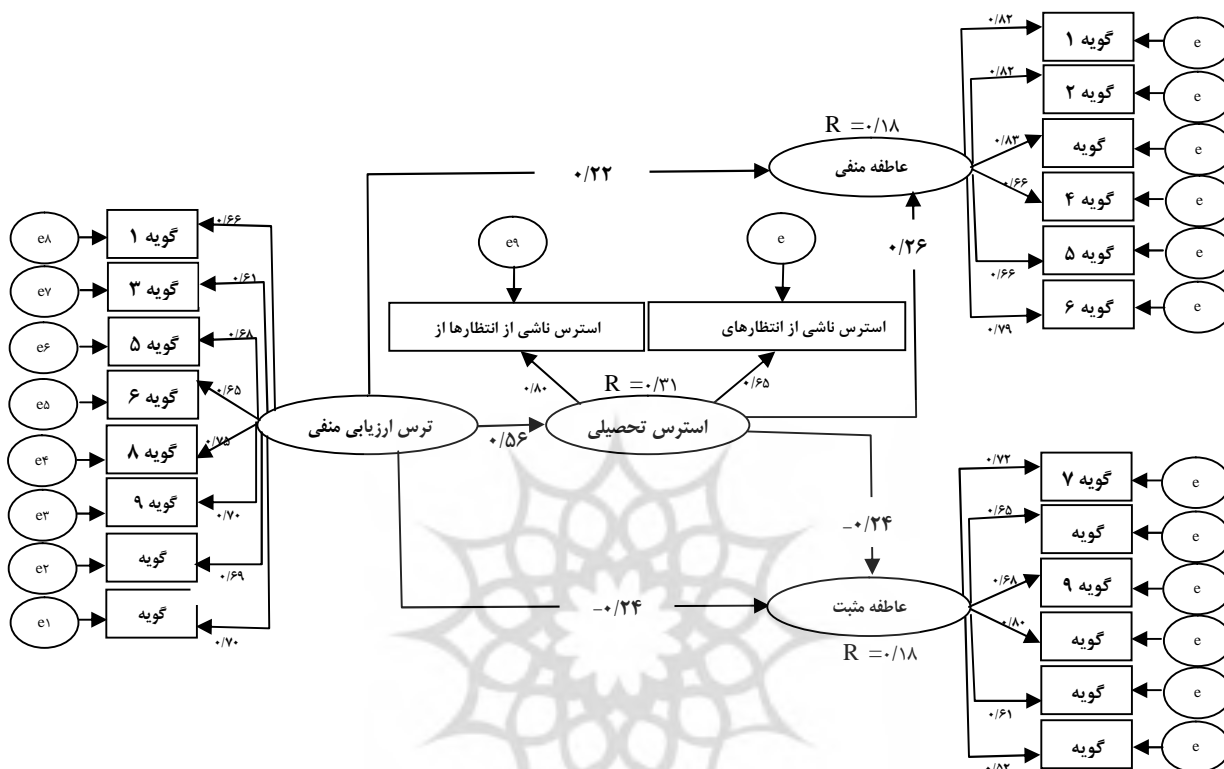 e۸
گویه ۱
۰/۶۶
e۷
گویه 3
۰/۶۱
e۶
گویه ۵
۰/۶۸
e۵
گویه ۶
۰/۶۵
e۴
گویه 8
۰/۷۵
e۳
گویه ۹
۰/۷۰
e۲
گویه
۰/۶۹
e۱
گویه
۰/۷۰
ترس ارزیابی منفی
۰/۲۲
۰/۵۶
-۰/۲۴
e۹
استرس ناشی از انتظارها از
۰/۸۰
e
استرس ناشی از انتظارهای
۰/۶۵
R =۰/۳۱
استرس تحصیلی
۰/۲۶
-۰/۲۴
R =۰/۱۸
عاطفه منفی
۰/۸۲
گویه ۱
e
۰/۸۲
گویه ۲
e
۰/۸۳
گویه
e
۰/۶۶
گویه ۴
e
۰/۶۶
گویه ۵
e
۰/۷۹
گویه ۶
e
عاطفه مثبت
R =۰/۱۸
۰/۷۲
گویه ۷
e
۰/۶۵
گویه
e
۰/۶۸
گویه ۹
e
۰/۸۰
گویه
e
۰/۶۱
گویه
e
۰/۵۲
گویه
e